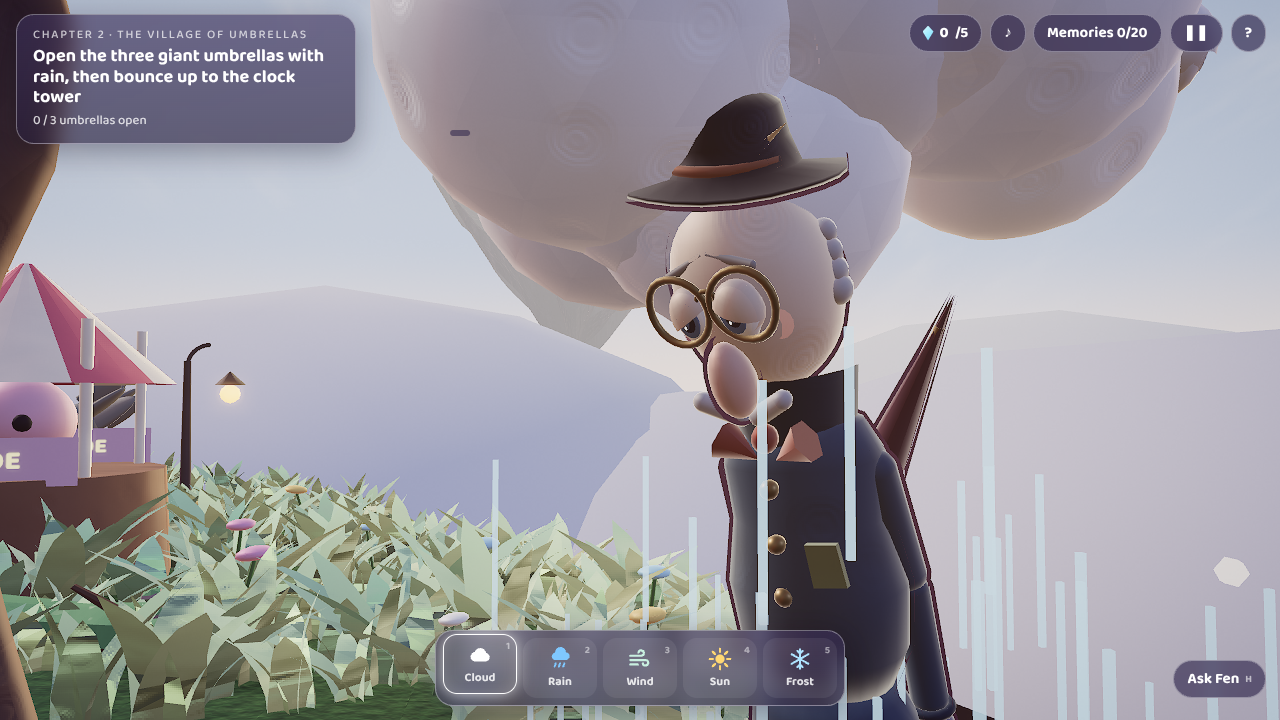 CHAPTER 2 · THE VILLAGE OF UMBRELLAS
Open the three giant umbrellas with
rain, then bounce up to the clock
tower
0 / 3 umbrellas open
0 /5
♪
Memories 0/20
?
DE
DE
1
Cloud
2
Rain
3
Wind
4
Sun
5
Frost
Ask Fen H